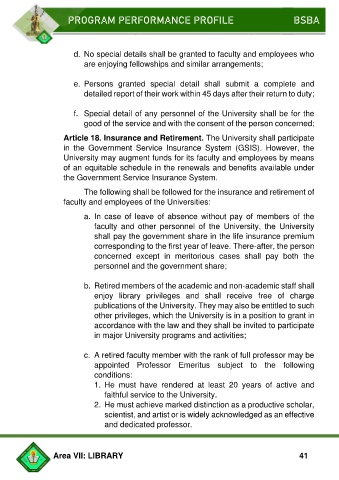 PROGRAM PERFORMANCE PROFILE BSBA
d. No special details shall be granted to faculty and employees who
are enjoying fellowships and similar arrangements;
e. Persons granted special detail shall submit a complete and
detailed report of their work within 45 days after their return to duty;
f. Special detail of any personnel of the University shall be for the
good of the service and with the consent of the person concerned;
Article 18. Insurance and Retirement. The University shall participate
in the Government Service Insurance System (GSIS). However, the
University may augment funds for its faculty and employees by means
of an equitable schedule in the renewals and benefits available under
the Government Service Insurance System.
The following shall be followed for the insurance and retirement of
faculty and employees of the Universities:
a. In case of leave of absence without pay of members of the
faculty and other personnel of the University, the University
shall pay the government share in the life insurance premium
corresponding to the first year of leave. There-after, the person
concerned except in meritorious cases shall pay both the
personnel and the government share;
b. Retired members of the academic and non-academic staff shall
enjoy library privileges and shall receive free of charge
publications of the University. They may also be entitled to such
other privileges, which the University is in a position to grant in
accordance with the law and they shall be invited to participate
in major University programs and activities;
c. A retired faculty member with the rank of full professor may be
appointed Professor Emeritus subject to the following
conditions:
1. He must have rendered at least 20 years of active and
faithful service to the University.
2. He must achieve marked distinction as a productive scholar,
scientist, and artist or is widely acknowledged as an effective
and dedicated professor.
Area VII: LIBRARY 41